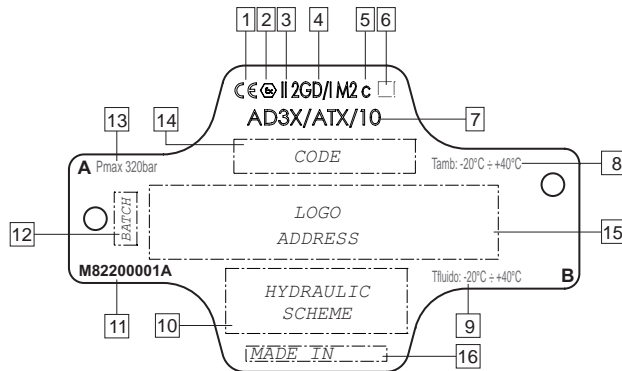 1 2 3 4 5 6
CE Ex II 2GD/I M2 c
AD3X/ATX/10
7
14
13
CODE
A Pmax 320bar
Tamb: -20°C ÷ +40°C
8
BATCH
12
LOGO
ADDRESS
15
M82200001A
Tfluido: -20°C ÷ +40°C
B
HYDRAULIC
SCHEME
11
10
9
MADE IN
16